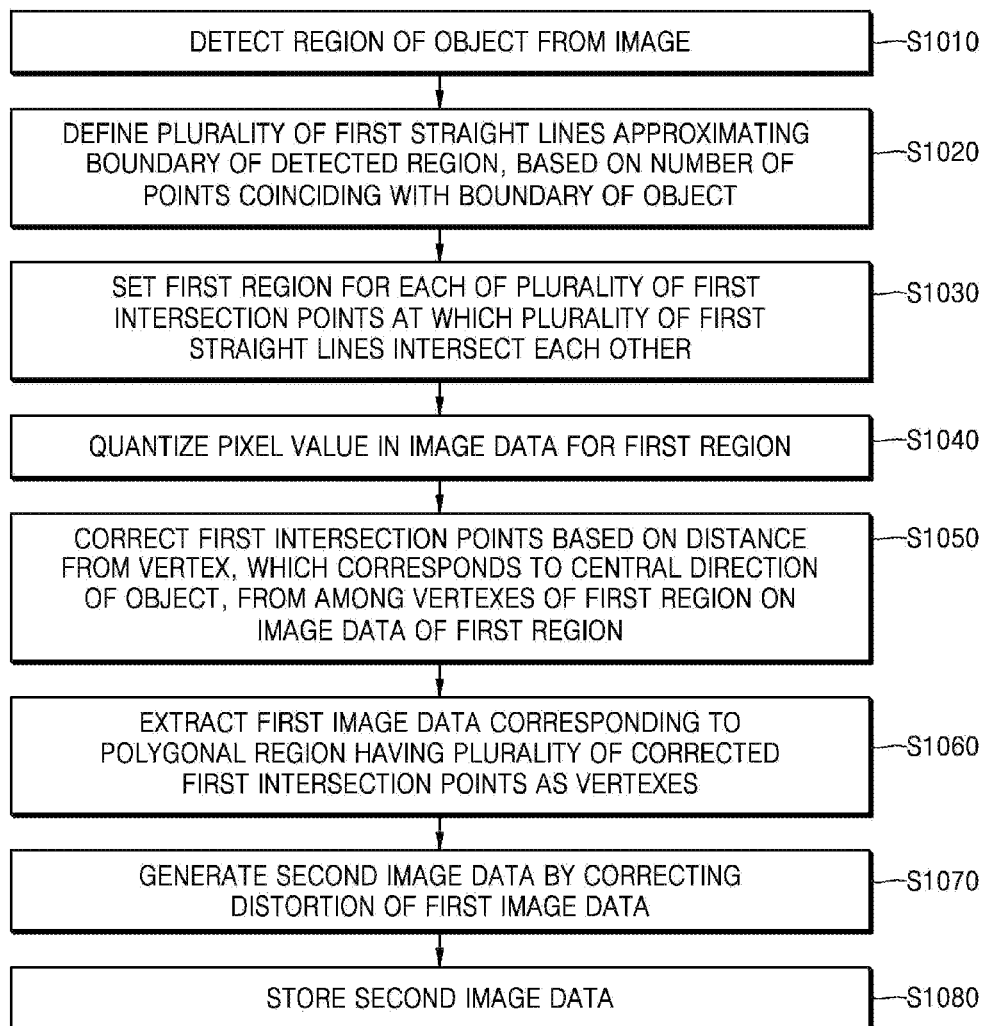 DETECT REGION OF OBJECT FROM IMAGE
S1010
DEFINE PLURALITY OF FIRST STRAIGHT LINES APPROXIMATING
BOUNDARY OF DETECTED REGION, BASED ON NUMBER OF
POINTS COINCIDING WITH BOUNDARY OF OBJECT
S1020
SET FIRST REGION FOR EACH OF PLURALITY OF FIRST
INTERSECTION POINTS AT WHICH PLURALITY OF FIRST
STRAIGHT LINES INTERSECT EACH OTHER
S1030
QUANTIZE PIXEL VALUE IN IMAGE DATA FOR FIRST REGION
S1040
CORRECT FIRST INTERSECTION POINTS BASED ON DISTANCE
FROM VERTEX, WHICH CORRESPONDS TO CENTRAL DIRECTION
OF OBJECT, FROM AMONG VERTEXES OF FIRST REGION ON
IMAGE DATA OF FIRST REGION
S1050
EXTRACT FIRST IMAGE DATA CORRESPONDING TO
POLYGONAL REGION HAVING PLURALITY OF CORRECTED
FIRST INTERSECTION POINTS AS VERTEXES
S1060
GENERATE SECOND IMAGE DATA BY CORRECTING
DISTORTION OF FIRST IMAGE DATA
S1070
STORE SECOND IMAGE DATA
S1080